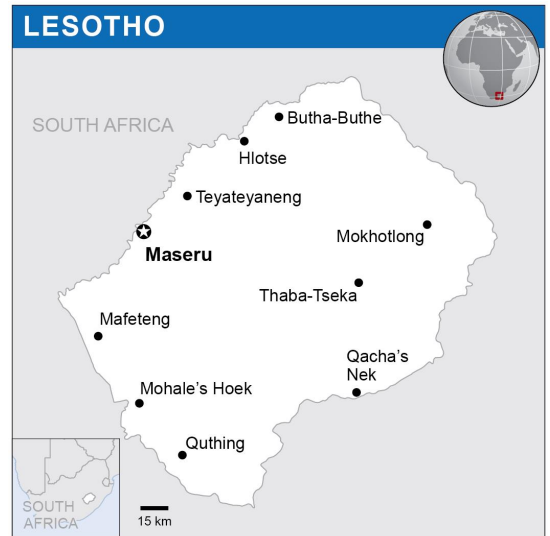 LESOTHO
SOUTH AFRICA
Butha-Buthe
Hlotse
Teyateyaneng
Mokhotlong
Maseru
Thaba-Tseka
Mafeteng
Qacha's
Nek
Mohale's Hoek
Quthing
SOUTH
AFRICA
15 km